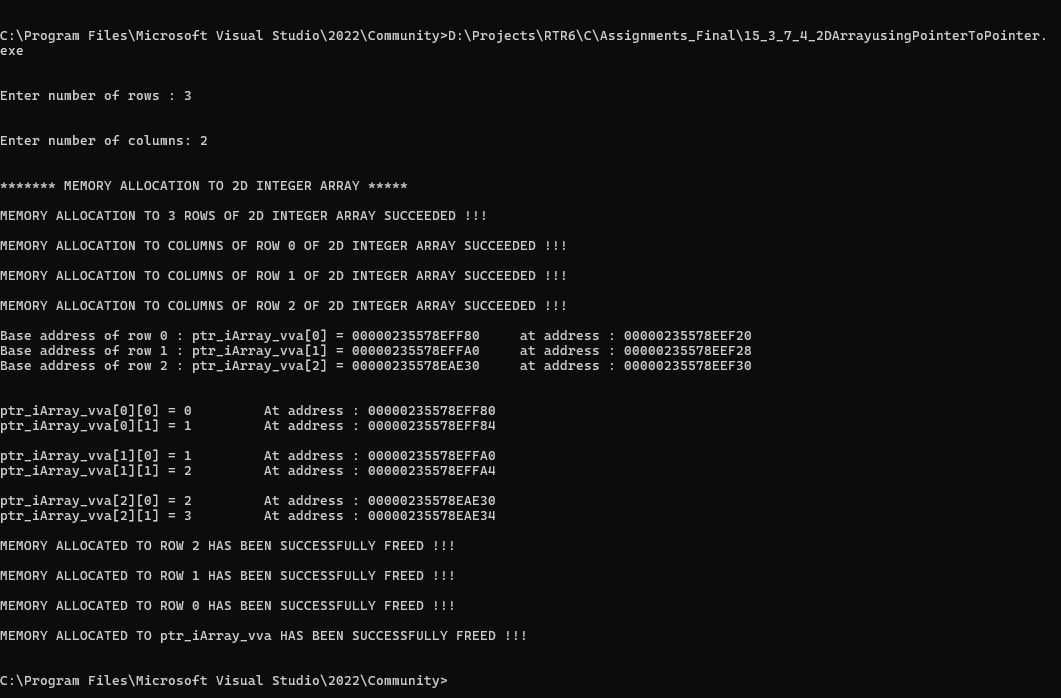 C:\Program Files\Microsoft Visual Studio\2022\Community>D:\Projects\RTR6\C\Assignments_Final\15_3_7_4_2DArrayusingPointerToPointer.
exe
Enter number of rows : 3
Enter number of columns: 2
******* MEMORY ALLOCATION TO 2D INTEGER ARRAY *****
MEMORY ALLOCATION TO 3 ROWS OF 2D INTEGER ARRAY SUCCEEDED !!!
MEMORY ALLOCATION TO COLUMNS OF ROW 0 OF 2D INTEGER ARRAY SUCCEEDED !!!
MEMORY ALLOCATION TO COLUMNS OF ROW 1 OF 2D INTEGER ARRAY SUCCEEDED !!!
MEMORY ALLOCATION TO COLUMNS OF ROW 2 OF 2D INTEGER ARRAY SUCCEEDED !!!
Base address of row 0 : ptr_iArray_vva[0] = 00000235578EFF80     at address : 00000235578EEF20
Base address of row 1 : ptr_iArray_vva[1] = 00000235578EFFA0     at address : 00000235578EEF28
Base address of row 2 : ptr_iArray_vva[2] = 00000235578EAE30     at address : 00000235578EEF30
ptr_iArray_vva[0][0] = 0         At address : 00000235578EFF80
ptr_iArray_vva[0][1] = 1         At address : 00000235578EFF84
ptr_iArray_vva[1][0] = 1         At address : 00000235578EFFA0
ptr_iArray_vva[1][1] = 2         At address : 00000235578EFFA4
ptr_iArray_vva[2][0] = 2         At address : 00000235578EAE30
ptr_iArray_vva[2][1] = 3         At address : 00000235578EAE34
MEMORY ALLOCATED TO ROW 2 HAS BEEN SUCCESSFULLY FREED !!!
MEMORY ALLOCATED TO ROW 1 HAS BEEN SUCCESSFULLY FREED !!!
MEMORY ALLOCATED TO ROW 0 HAS BEEN SUCCESSFULLY FREED !!!
MEMORY ALLOCATED TO ptr_iArray_vva HAS BEEN SUCCESSFULLY FREED !!!
C:\Program Files\Microsoft Visual Studio\2022\Community>